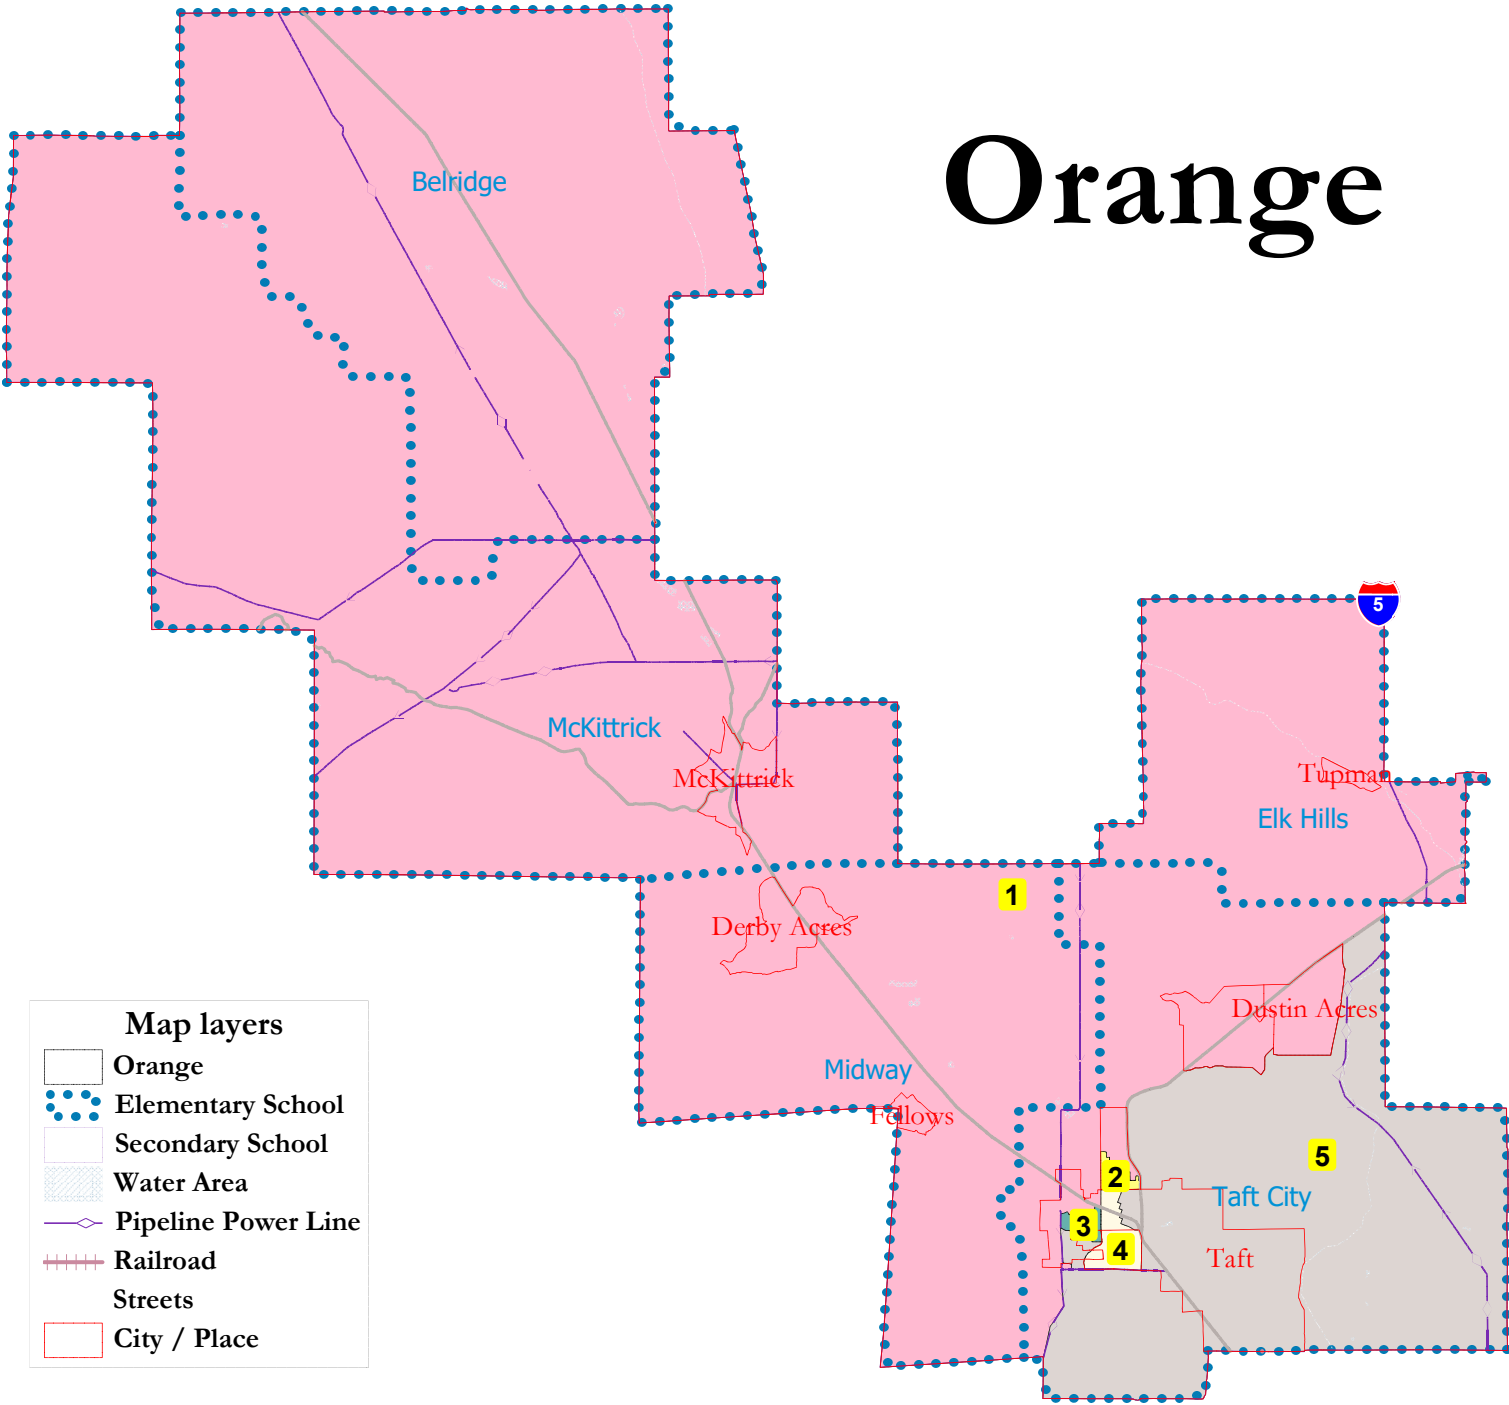 Orange
Belridge
5
McKittrick
McKittrick
Tupman
Elk Hills
1
Derby Acres
Dustin Acres
Midway
Fellows
2
5
Taft City
3
4
Taft
Map layers
Orange
Elementary School
Secondary School
Water Area
Pipeline Power Line
Railroad
Streets
City / Place